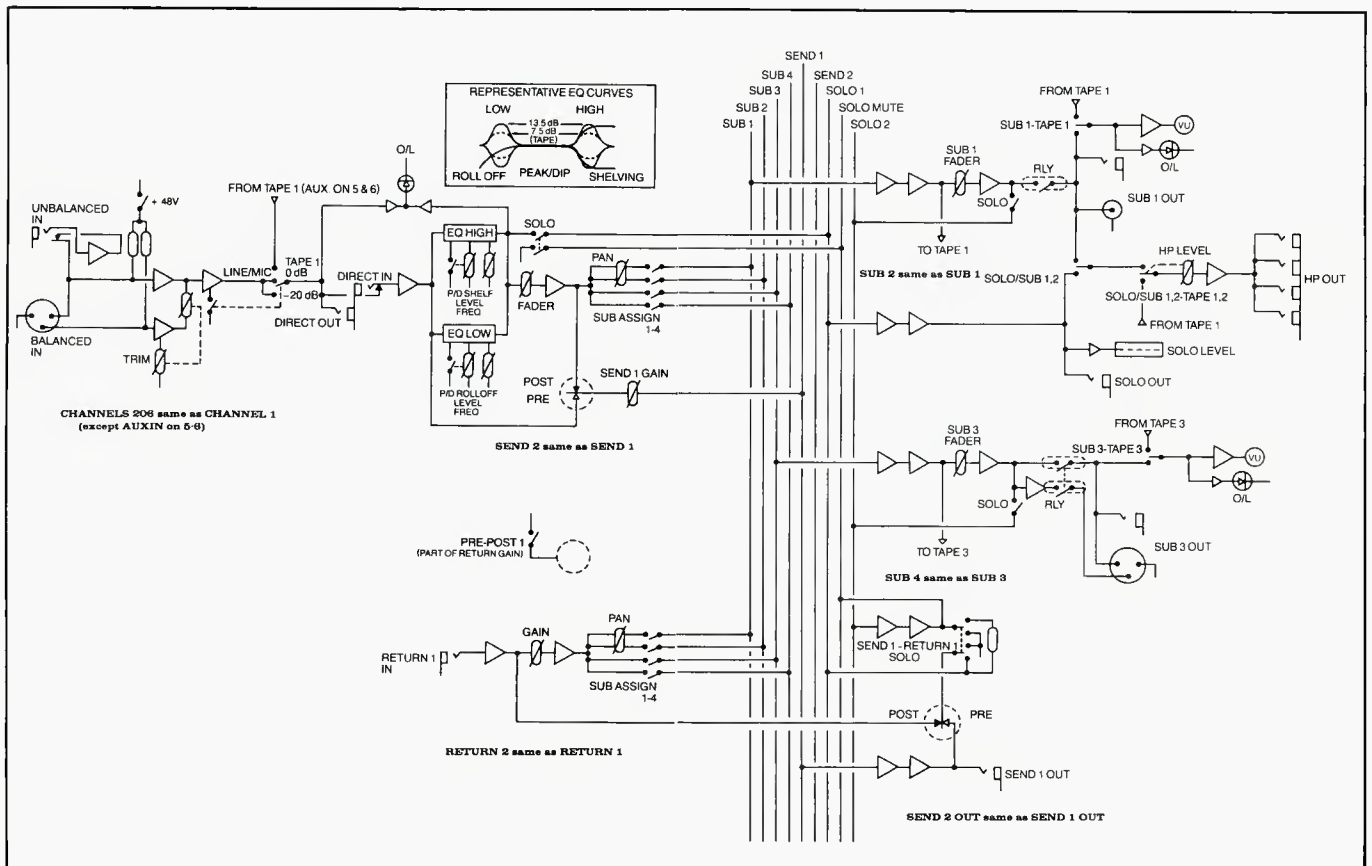 SEND 1
SUB 4
SEND 2
SUB 3
SOLO 1
SUB 2
SOLO MUTE
SUB 1
SOLO 2
REPRESENTATIVE EQ CURVES
LOW
HIGH
13.5 dB
7.5 dB
(TAPE)
ROLL OFF
PEAK/DIP
SHELVING
O/L
FROM TAPE 1 (AUX. ON 5 & 6)
+ 48V
UNBALANCED
IN
LINE/MIC
TAPE 1
0 dB
-20 dB
DIRECT IN
DIRECT OUT
BALANCED
IN
TRIM
CHANNELS 206 same as CHANNEL 1
(except AUXIN on 5-6)
EQ HIGH
P/D SHELF
LEVEL
FREQ
EQ LOW
P/D ROLLOFF
LEVEL
FREQ
SOLO
FADER
PAN
SUB ASSIGN
1-4
POST
PRE
SEND 1 GAIN
SEND 2 same as SEND 1
PRE-POST 1
(PART OF RETURN GAIN)
RETURN 1
IN
GAIN
PAN
SUB ASSIGN
1-4
RETURN 2 same as RETURN 1
FROM TAPE 1
SUB 1-TAPE 1
VU
O/L
SUB 1
FADER
RLY
SOLO
SUB 1 OUT
TO TAPE 1
SUB 2 same as SUB 1
HP LEVEL
SOLO/SUB 1,2
SOLO/SUB 1,2-TAPE 1,2
HP OUT
FROM TAPE 1
SOLO LEVEL
SOLO OUT
FROM TAPE 3
SUB 3
FADER
SUB 3-TAPE 3
VU
O/L
SOLO
RLY
SUB 3 OUT
TO TAPE 3
SUB 4 same as SUB 3
SEND 1-RETURN 1
SOLO
POST
PRE
SEND 1 OUT
SEND 2 OUT same as SEND 1 OUT